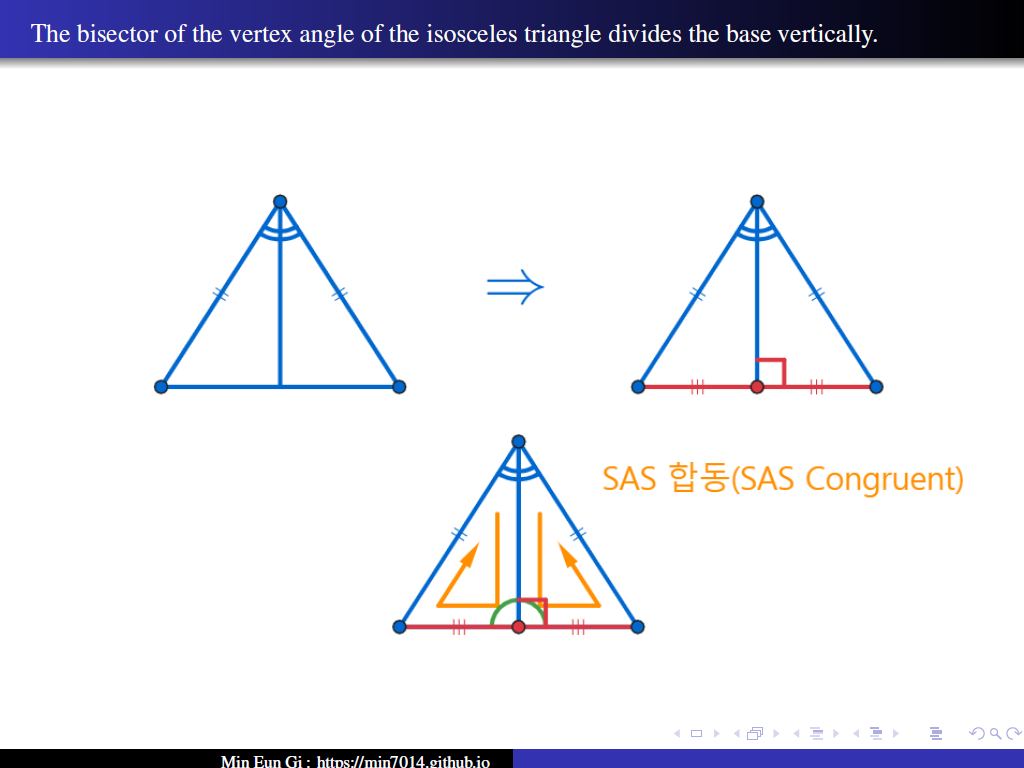 The bisector of the vertex angle of the isosceles triangle divides the base vertically.
SAS 합동(SAS Congruent)
Min Eun Gi : https://min7014.github.io